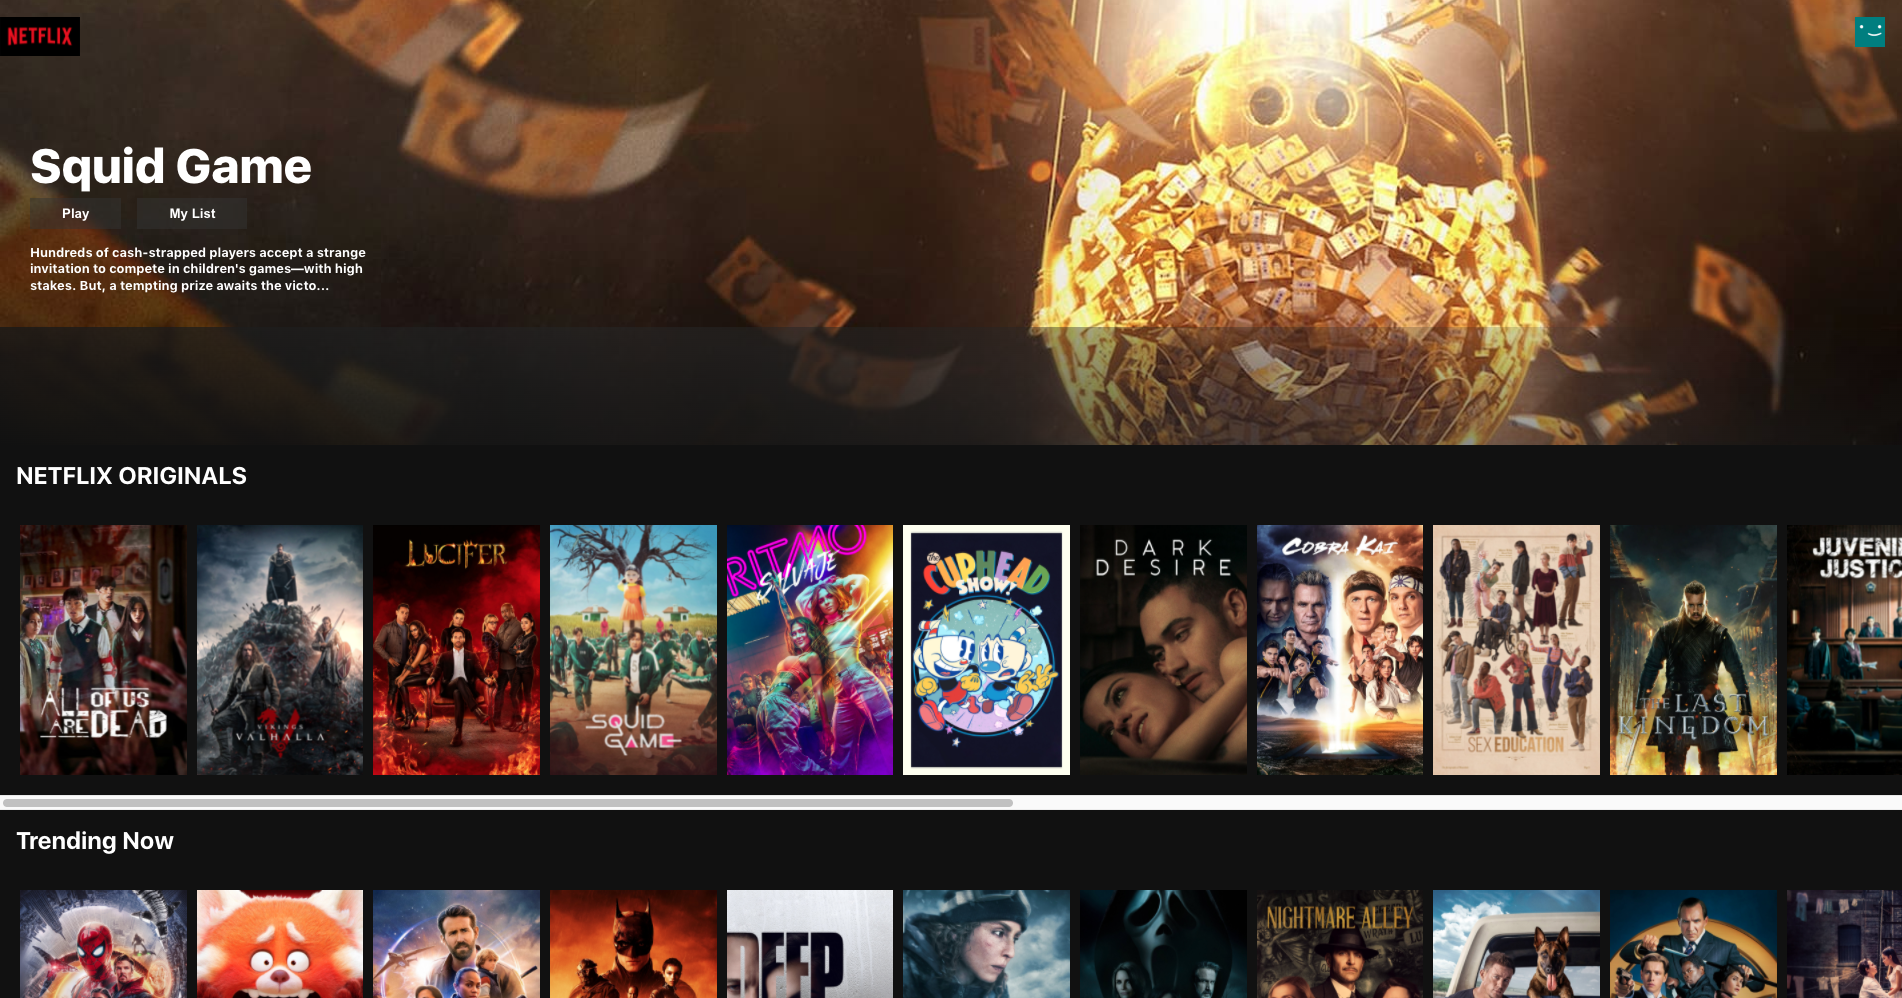 NETFLIX
Squid Game
Play
My List
Hundreds of cash-strapped players accept a strange
invitation to compete in children's games—with high
stakes. But, a tempting prize awaits the victo...
NETFLIX ORIGINALS
ALL OF US
ARE DEAD
VIKINGS
VALHALLA
LUCIFER
SQUID
GAME
RITMO
SALVAJE
THE
CUPHEAD
SHOW!
DARK
DESIRE
COBRA KAI
SEX EDUCATION
THE LAST
KINGDOM
JUVENI
JUSTIC
Trending Now
DEEP
NIGHTMARE ALLEY